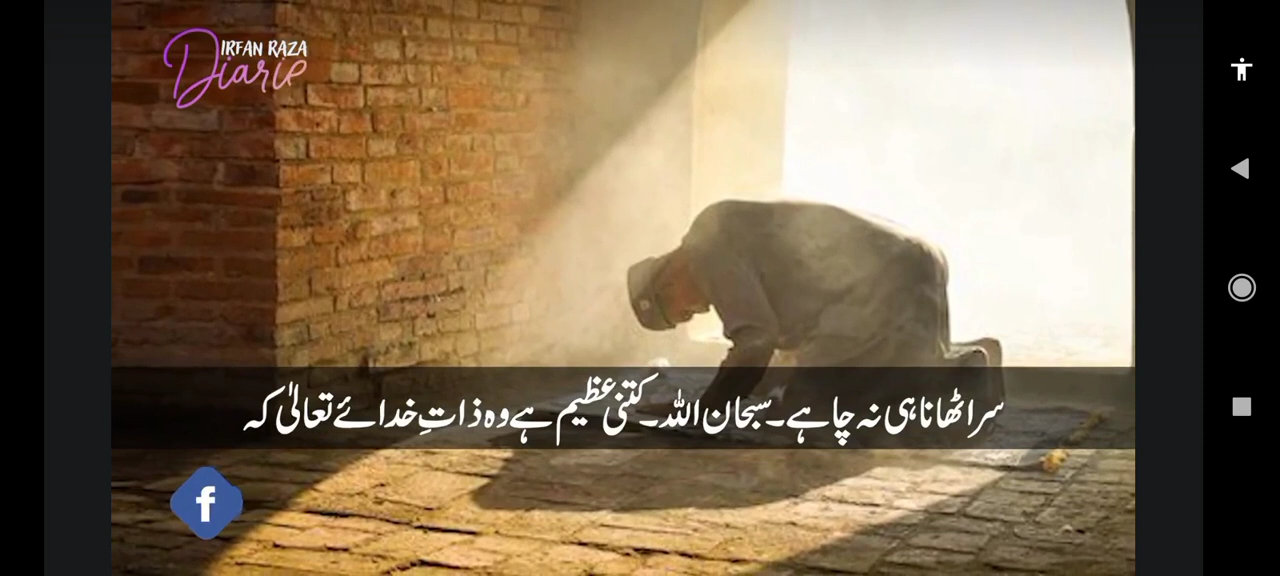 IRFAN RAZA
Diarie
سر اٹھانا ہی نہ چاہے۔ سبحان اللہ۔ کتنی عظیم ہے وہ ذاتِ خدائے تعالیٰ کہ
f